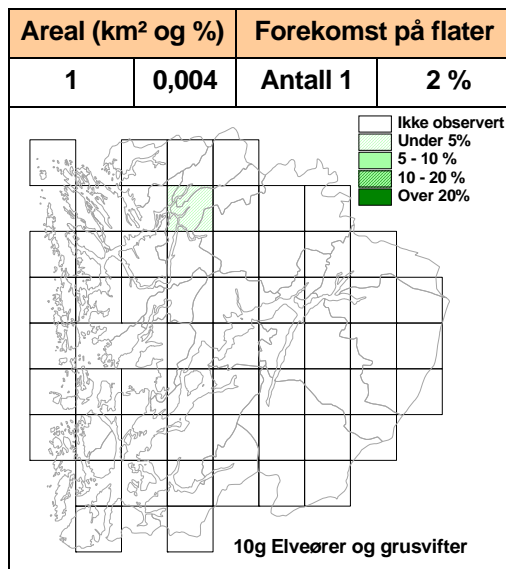 Areal (km² og %) Forekomst på flater
1 0,004 Antall 1 2 %
Ikke observert
Under 5%
5 - 10 %
10 - 20 %
Over 20%
10g Elveører og grusvifter